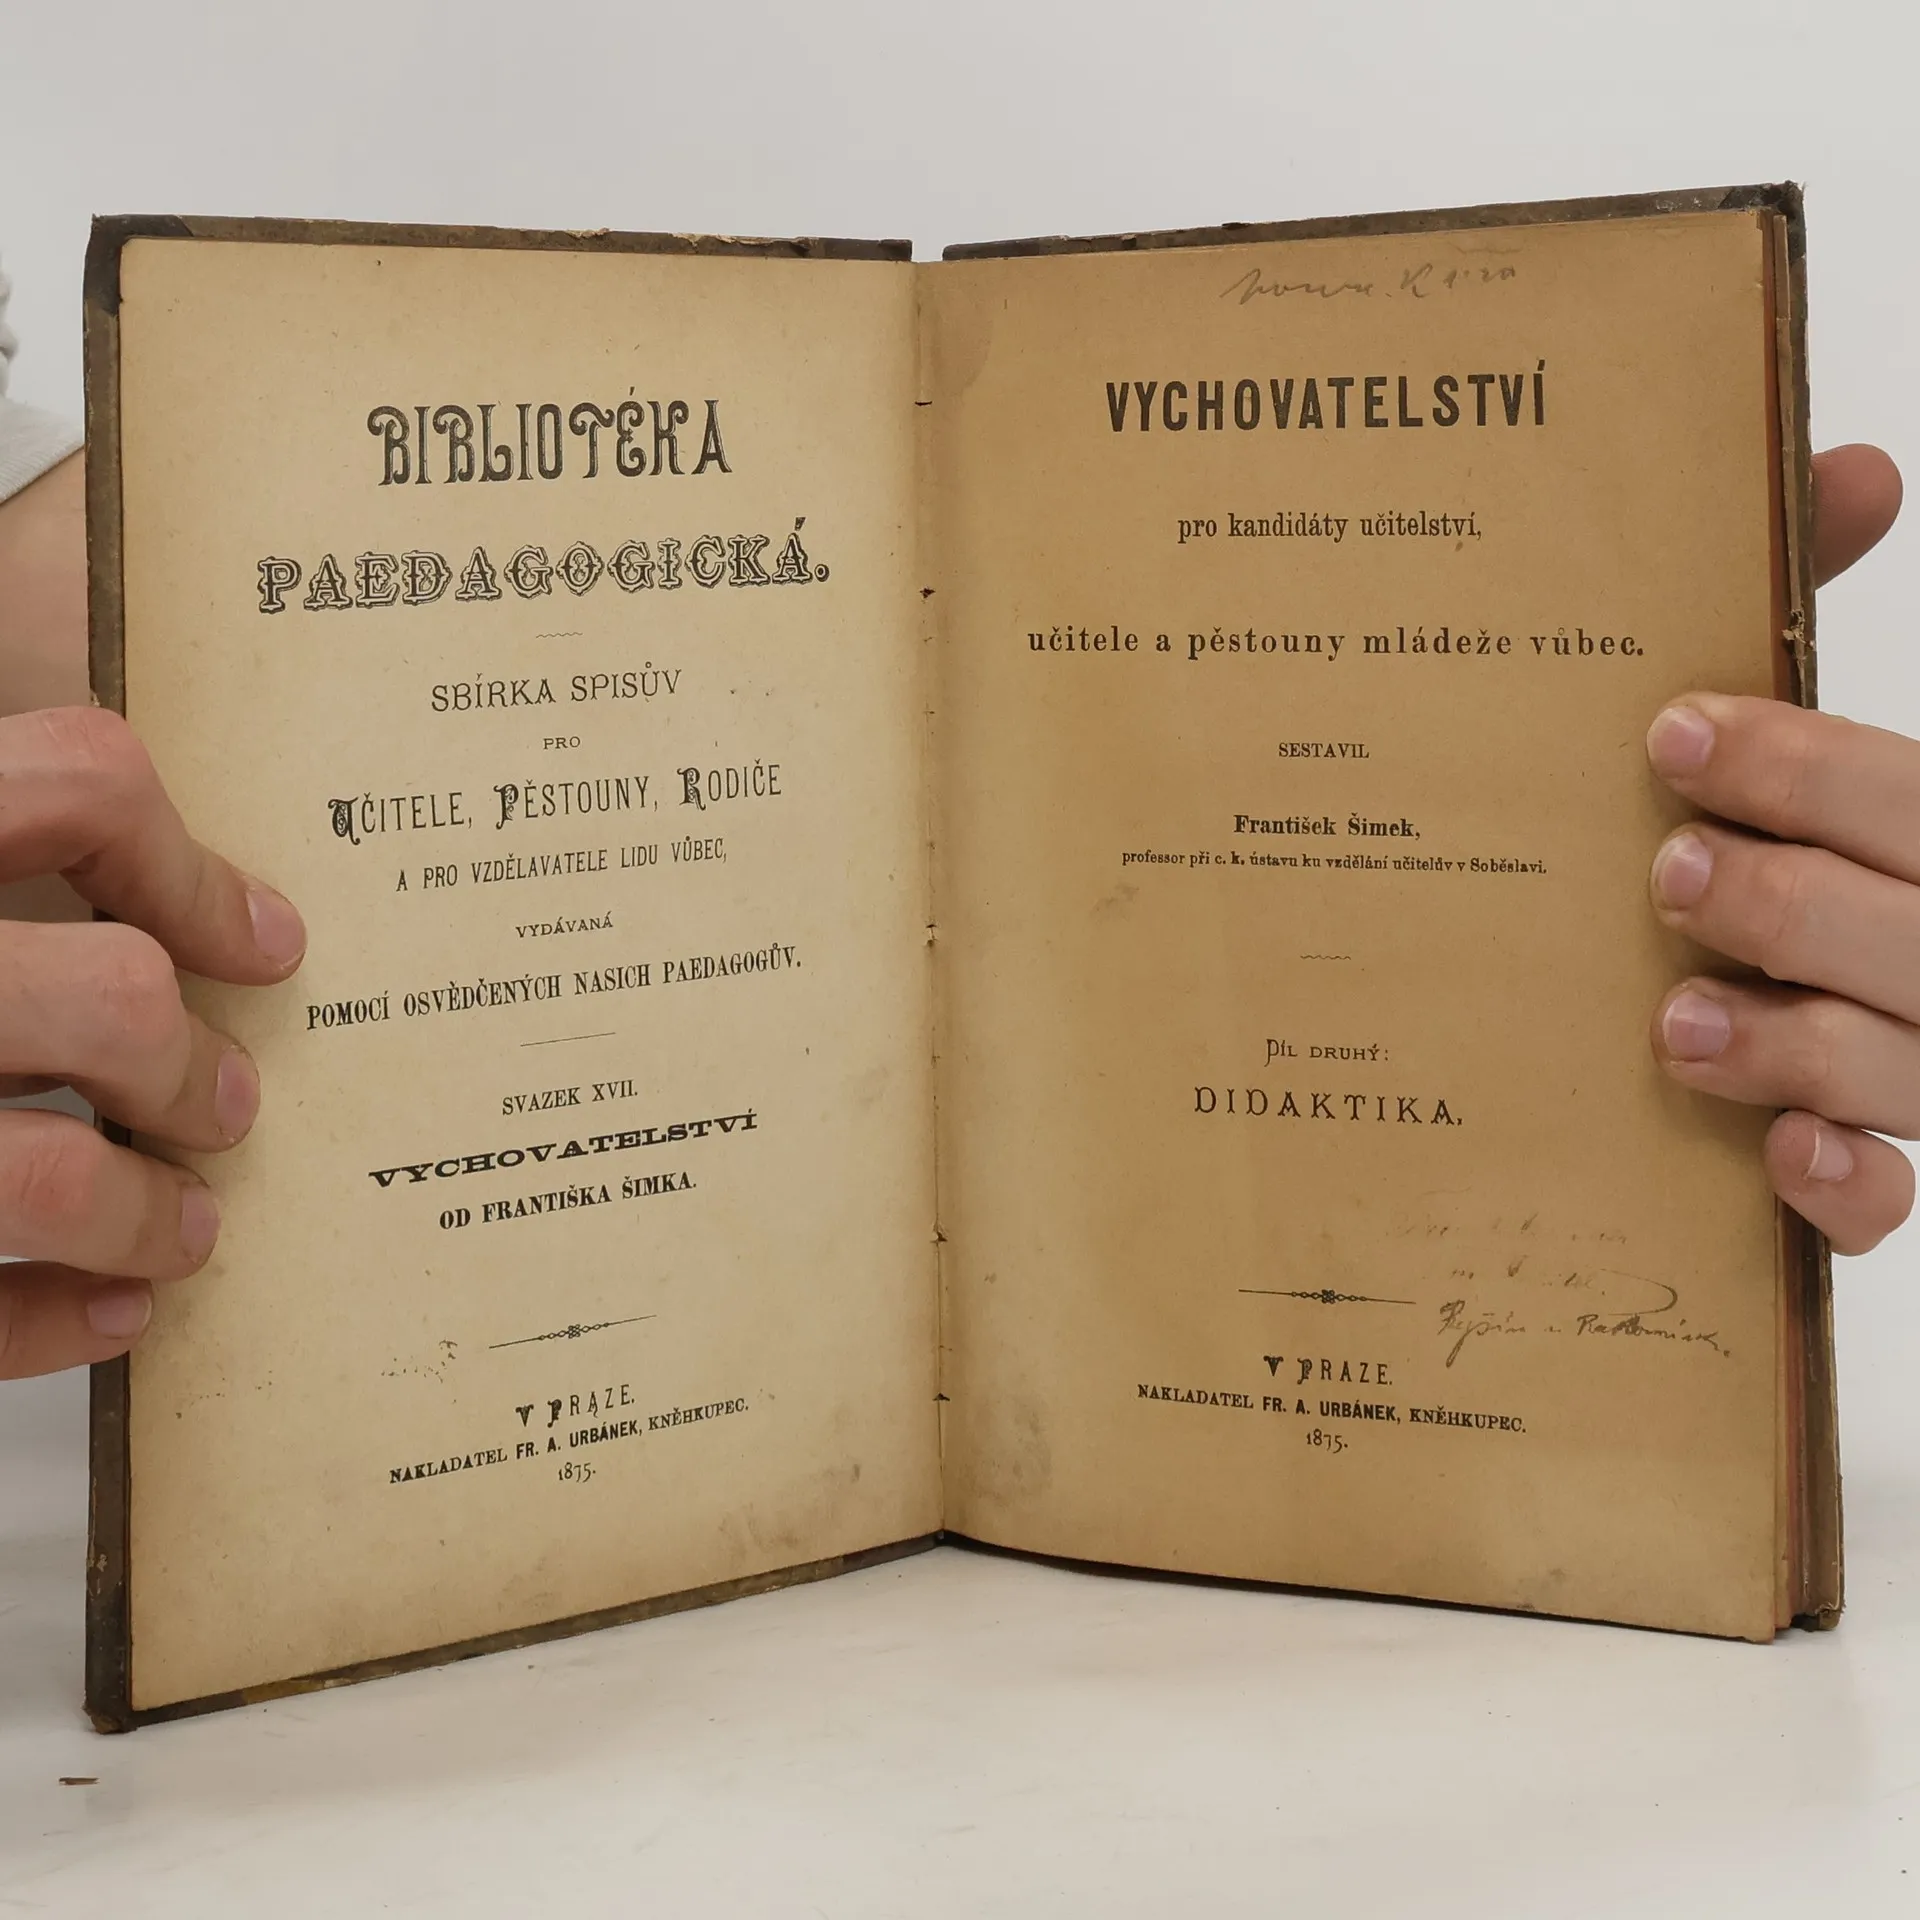 BIBLIOTÉKA
PAEDAGOGICKÁ.
SBÍRKA SPISŮV
PRO
UČITELE, PĚSTOUNY, RODIČE
A PRO VZDĚLAVATELE LIDU VŮBEC,
VYDÁVANÁ
POMOCÍ OSVĚDČENÝCH NASICH PAEDAGOGŮV.
SVAZEK XVII.
VYCHOVATELSTVÍ
OD FRANTIŠKA ŠIMKA.
V PRAZE.
NAKLADATEL FR. A. URBÁNEK, KNĚHKUPEC.
1875.
VYCHOVATELSTVÍ
pro kandidáty učitelství,
učitele a pěstouny mládeže vůbec.
SESTAVIL
František Šimek,
professor při c. k. ústavu ku vzdělání učitelův v Soběslavi.
DÍL DRUHÝ:
DIDAKTIKA.
V PRAZE.
NAKLADATEL FR. A. URBÁNEK, KNĚHKUPEC.
1875.